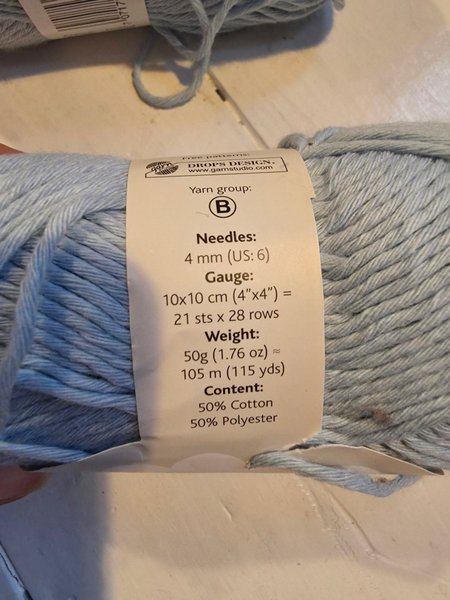 Free patterns:
DROPS DESIGN®
www.garnstudio.com
Yarn group:
B
Needles:
4 mm (US: 6)
Gauge:
10x10 cm (4"x4") =
21 sts x 28 rows
Weight:
50g (1.76 oz) ≈
105 m (115 yds)
Content:
50% Cotton
50% Polyester